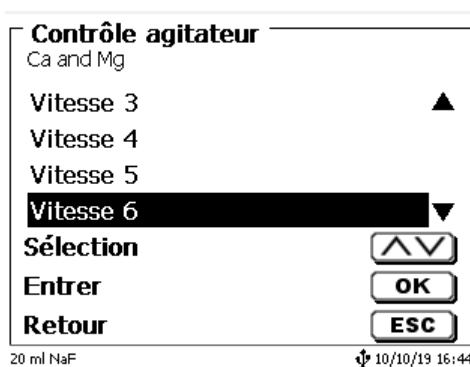 Contrôle agitateur
Ca and Mg
Vitesse 3
Vitesse 4
Vitesse 5
Vitesse 6
Sélection
Entrer OK
Retour ESC
20 ml NaF 10/10/19 16:44